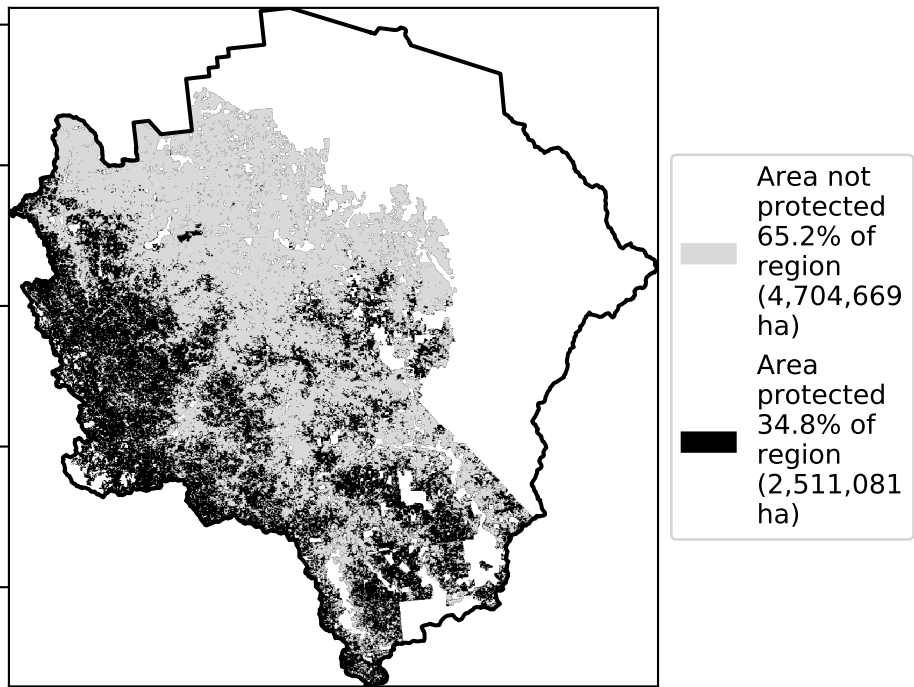 Area not
protected
65.2% of
region
(4,704,669
ha)
Area
protected
34.8% of
region
(2,511,081
ha)